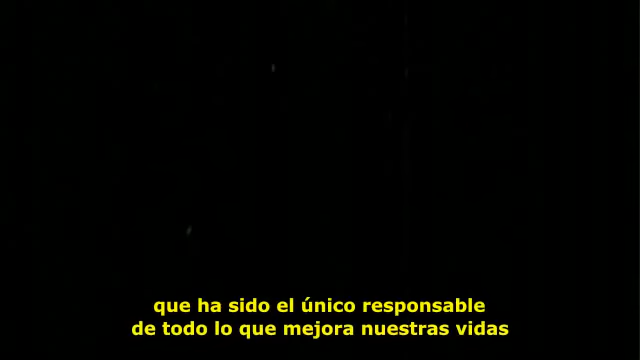 que ha sido el único responsable
de todo lo que mejora nuestras vidas